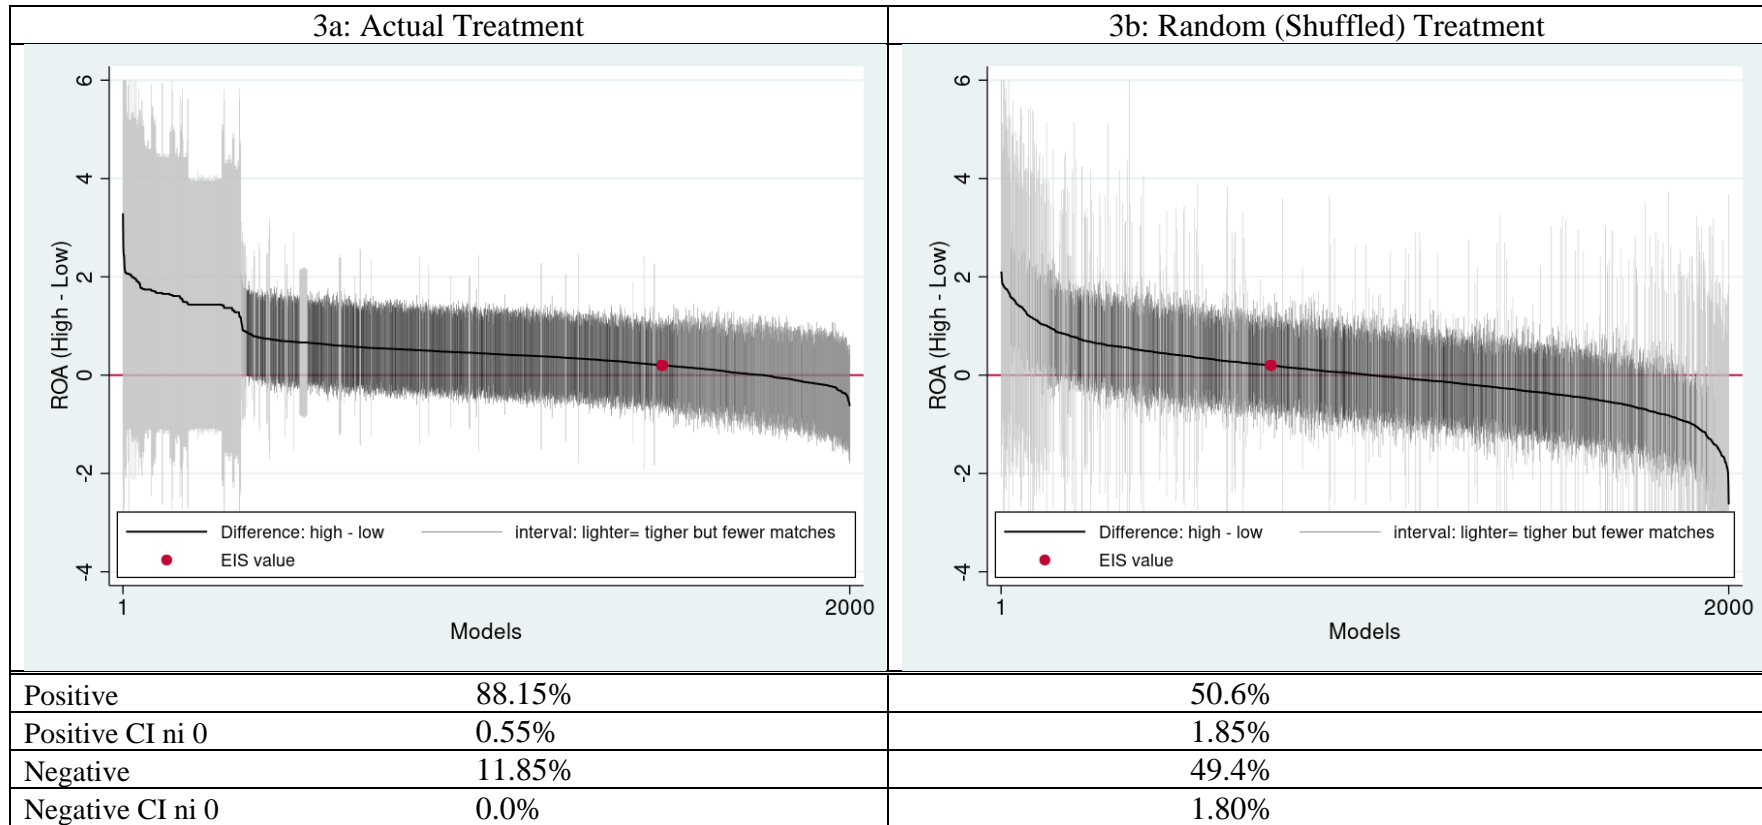 3a: Actual Treatment
3b: Random (Shuffled) Treatment
ROA (High - Low)
6
4
2
0
-2
-4
Difference: high - low
interval: lighter= tigher but fewer matches
EIS value
1
2000
Models
ROA (High - Low)
6
4
2
0
-2
-4
Difference: high - low
interval: lighter= tigher but fewer matches
EIS value
1
2000
Models
Positive 88.15% 50.6%
Positive CI ni 0 0.55% 1.85%
Negative 11.85% 49.4%
Negative CI ni 0 0.0% 1.80%